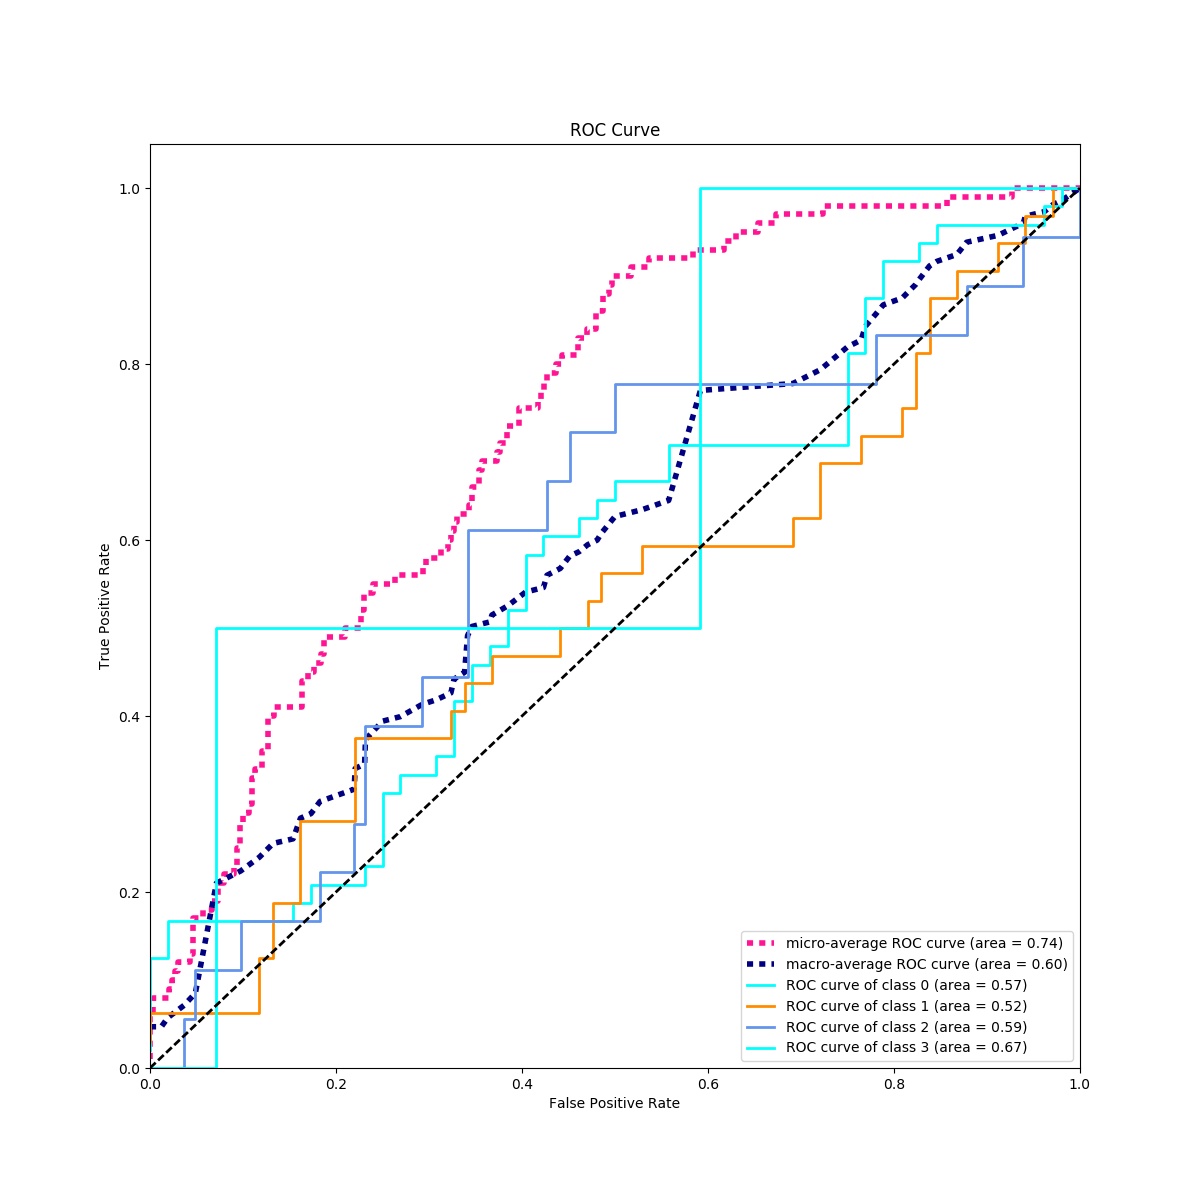 ROC Curve
1.0
0.8
0.6
0.4
0.2
0.0
True Positive Rate
0.0 0.2 0.4 0.6 0.8 1.0
False Positive Rate
micro-average ROC curve (area = 0.74)
macro-average ROC curve (area = 0.60)
ROC curve of class 0 (area = 0.57)
ROC curve of class 1 (area = 0.52)
ROC curve of class 2 (area = 0.59)
ROC curve of class 3 (area = 0.67)